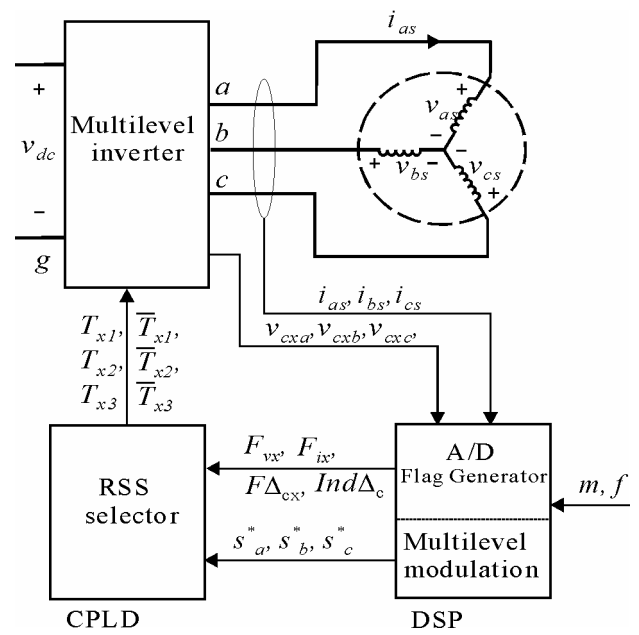 i_as
+
v_dc
−
g
Multilevel
inverter
a
b
c
+
v_as
−
+
v_bs
−
−
v_cs
+
i_as, i_bs, i_cs
v_cxa, v_cxb, v_cxc,
T_x1, T̅_x1,
T_x2, T̅_x2,
T_x3 T̅_x3
RSS
selector
CPLD
F_vx, F_ix,
FΔ_cx, IndΔ_c
s*_a, s*_b, s*_c
A/D
Flag Generator
Multilevel
modulation
DSP
m, f